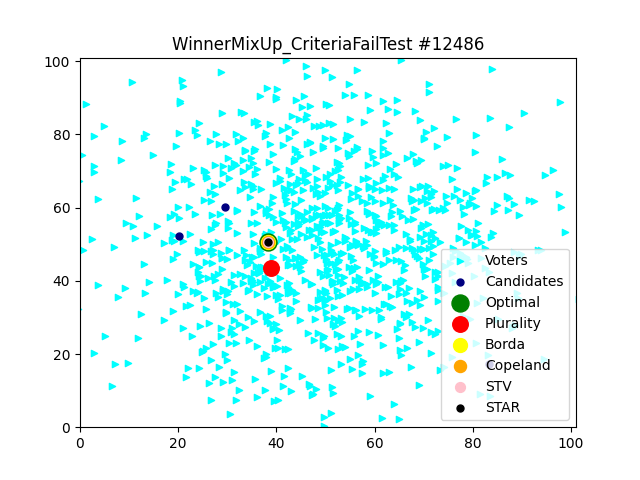 WinnerMixUp_CriteriaFailTest #12486
100
80
60
40
20
0
0 20 40 60 80 100
Voters
Candidates
Optimal
Plurality
Borda
Copeland
STV
STAR